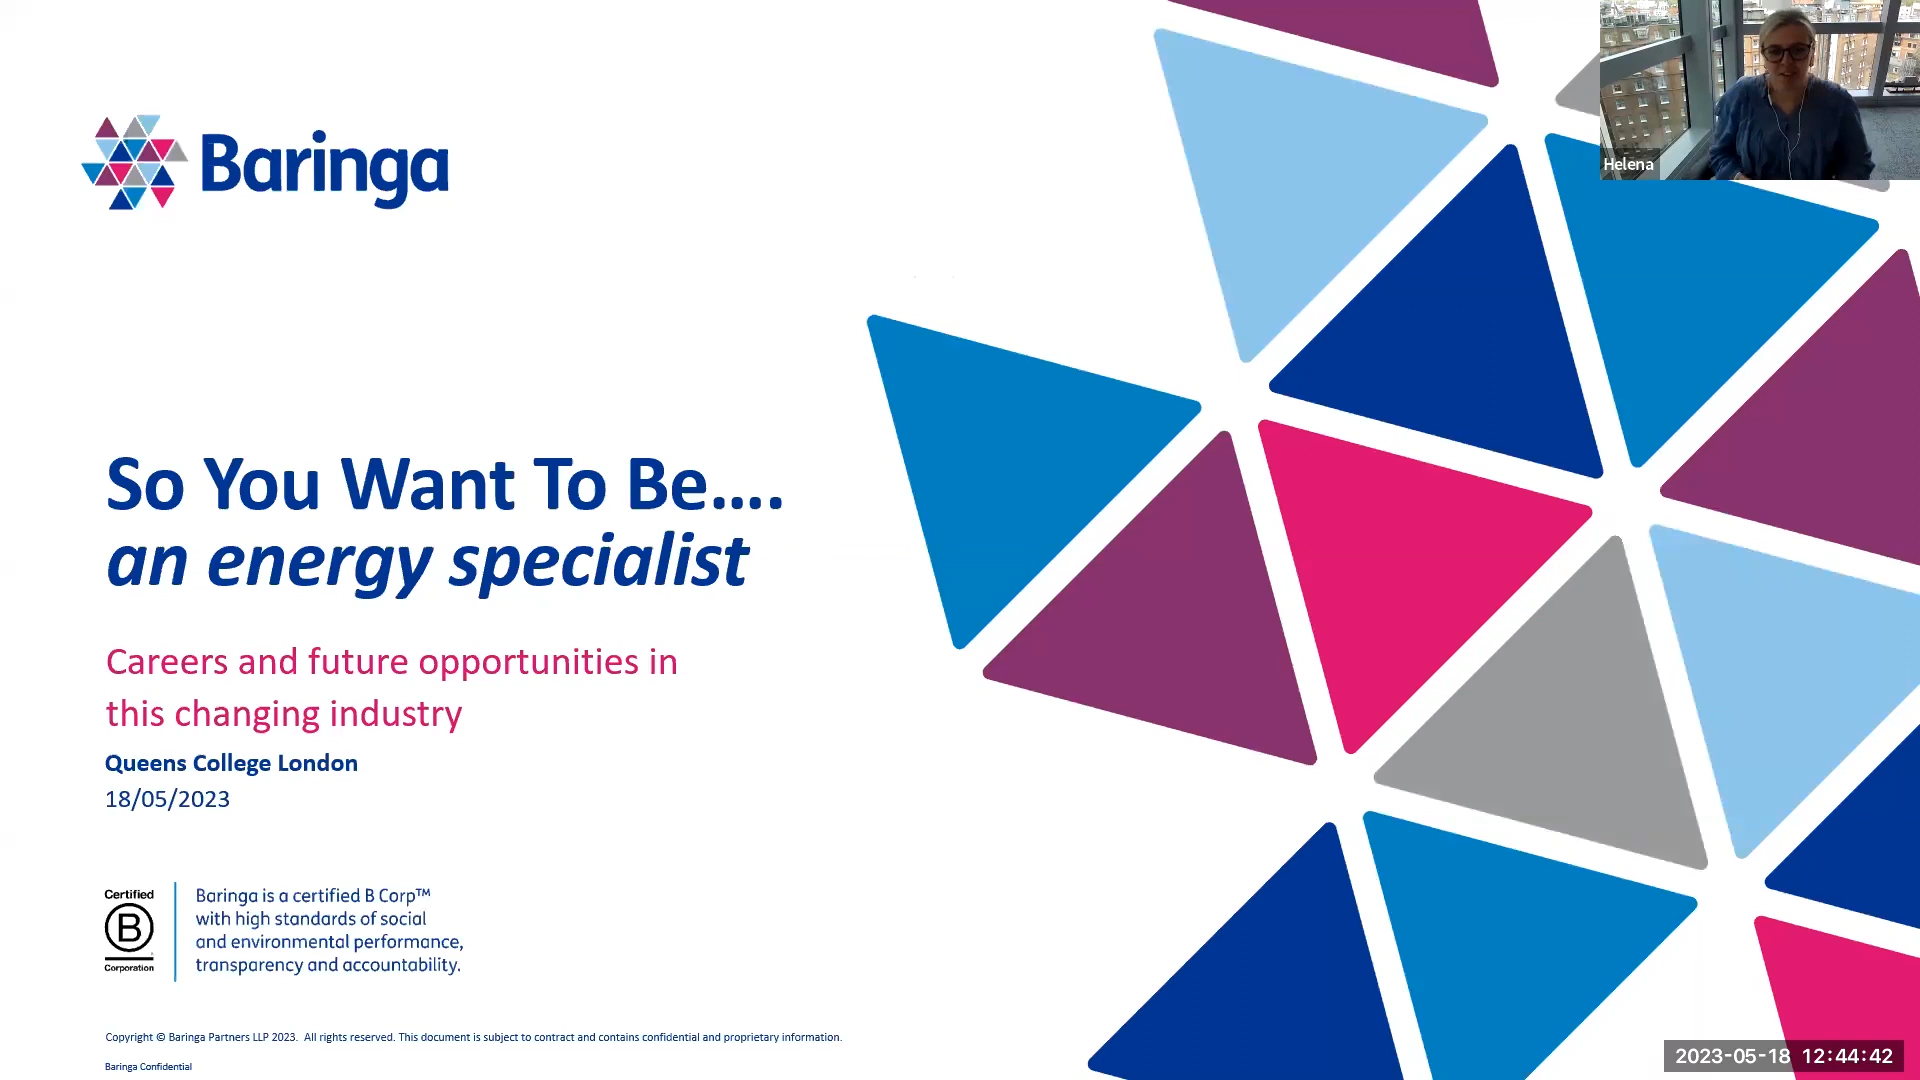 Helena
Baringa
So You Want To Be....
an energy specialist
Careers and future opportunities in
this changing industry
Queens College London
18/05/2023
Certified
B
Corporation
Baringa is a certified B Corp™
with high standards of social
and environmental performance,
transparency and accountability.
Copyright © Baringa Partners LLP 2023. All rights reserved. This document is subject to contract and contains confidential and proprietary information.
Baringa Confidential
2023-05-18 12:44:42